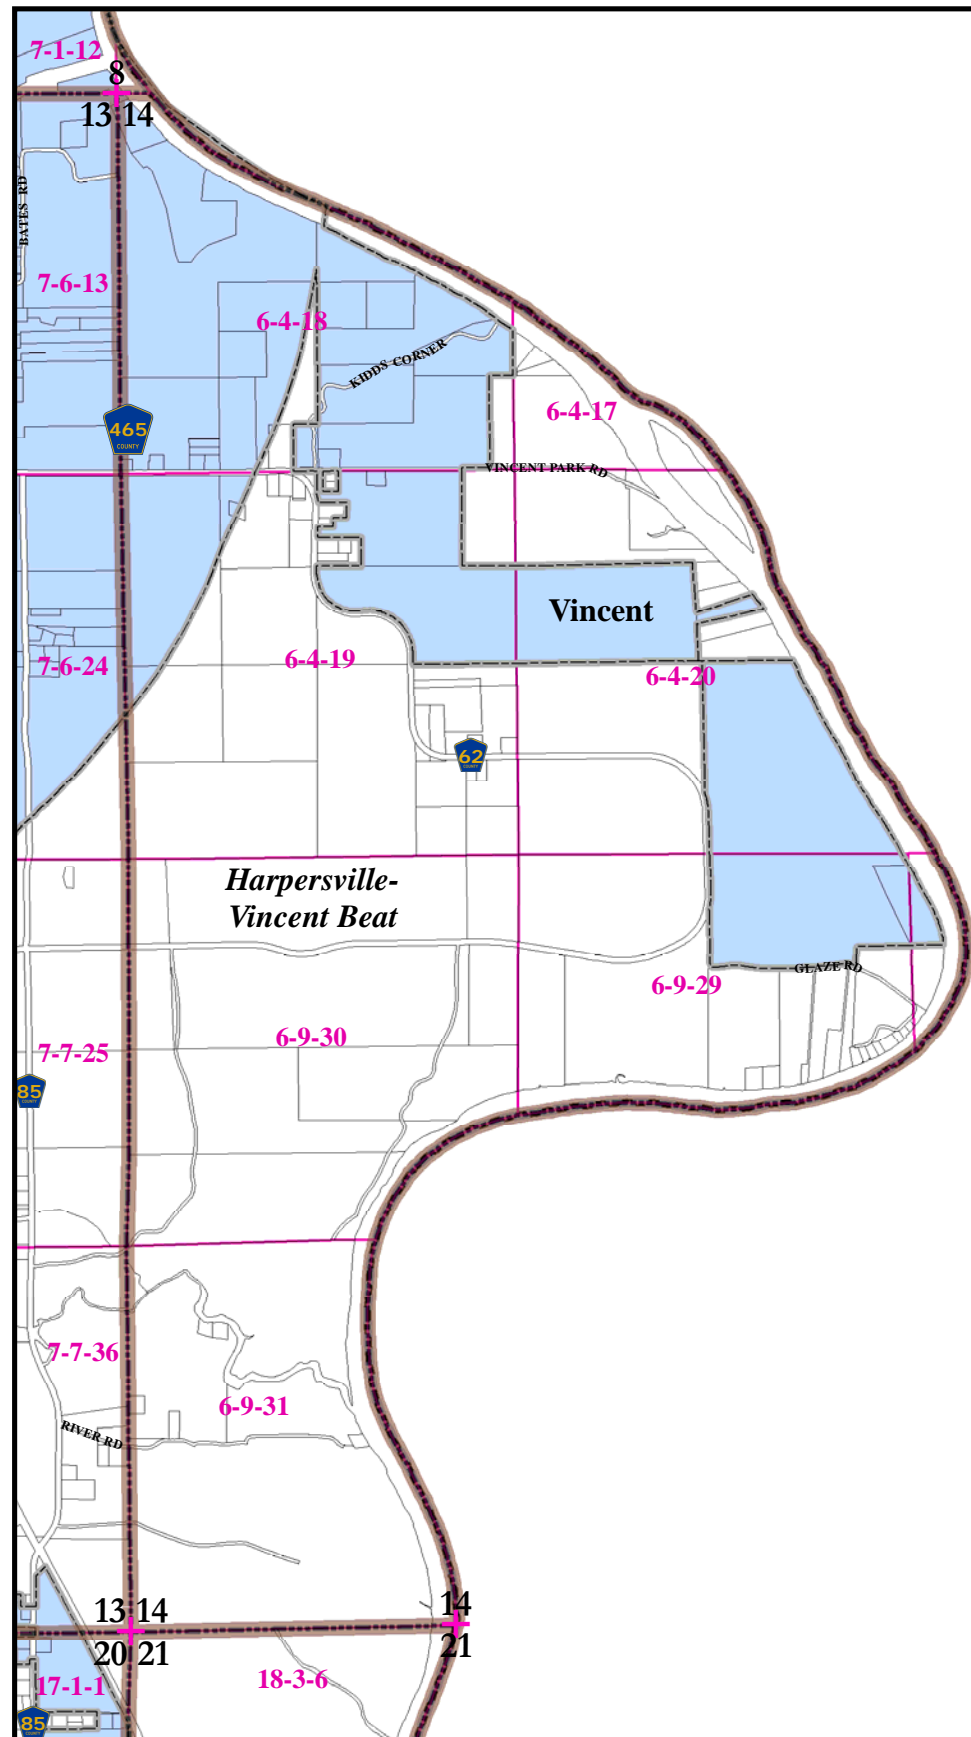 7-1-12
8
13 14
BATES RD
7-6-13
6-4-18
KIDDS CORNER
6-4-17
465
COUNTY
VINCENT PARK RD
Vincent
7-6-24
6-4-19
6-4-20
62
COUNTY
Harpersville-
Vincent Beat
GLAZE RD
6-9-29
6-9-30
7-7-25
85
COUNTY
7-7-36
6-9-31
RIVER RD
13 14
14
20 21
21
17-1-1
18-3-6
85
COUNTY